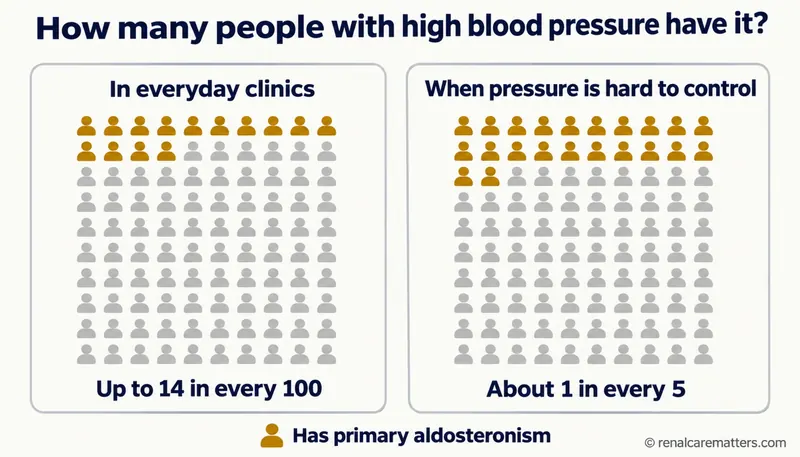 How many people with high blood pressure have it?
In everyday clinics
When pressure is hard to control
Up to 14 in every 100
About 1 in every 5
Has primary aldosteronism
© renalcarematters.com